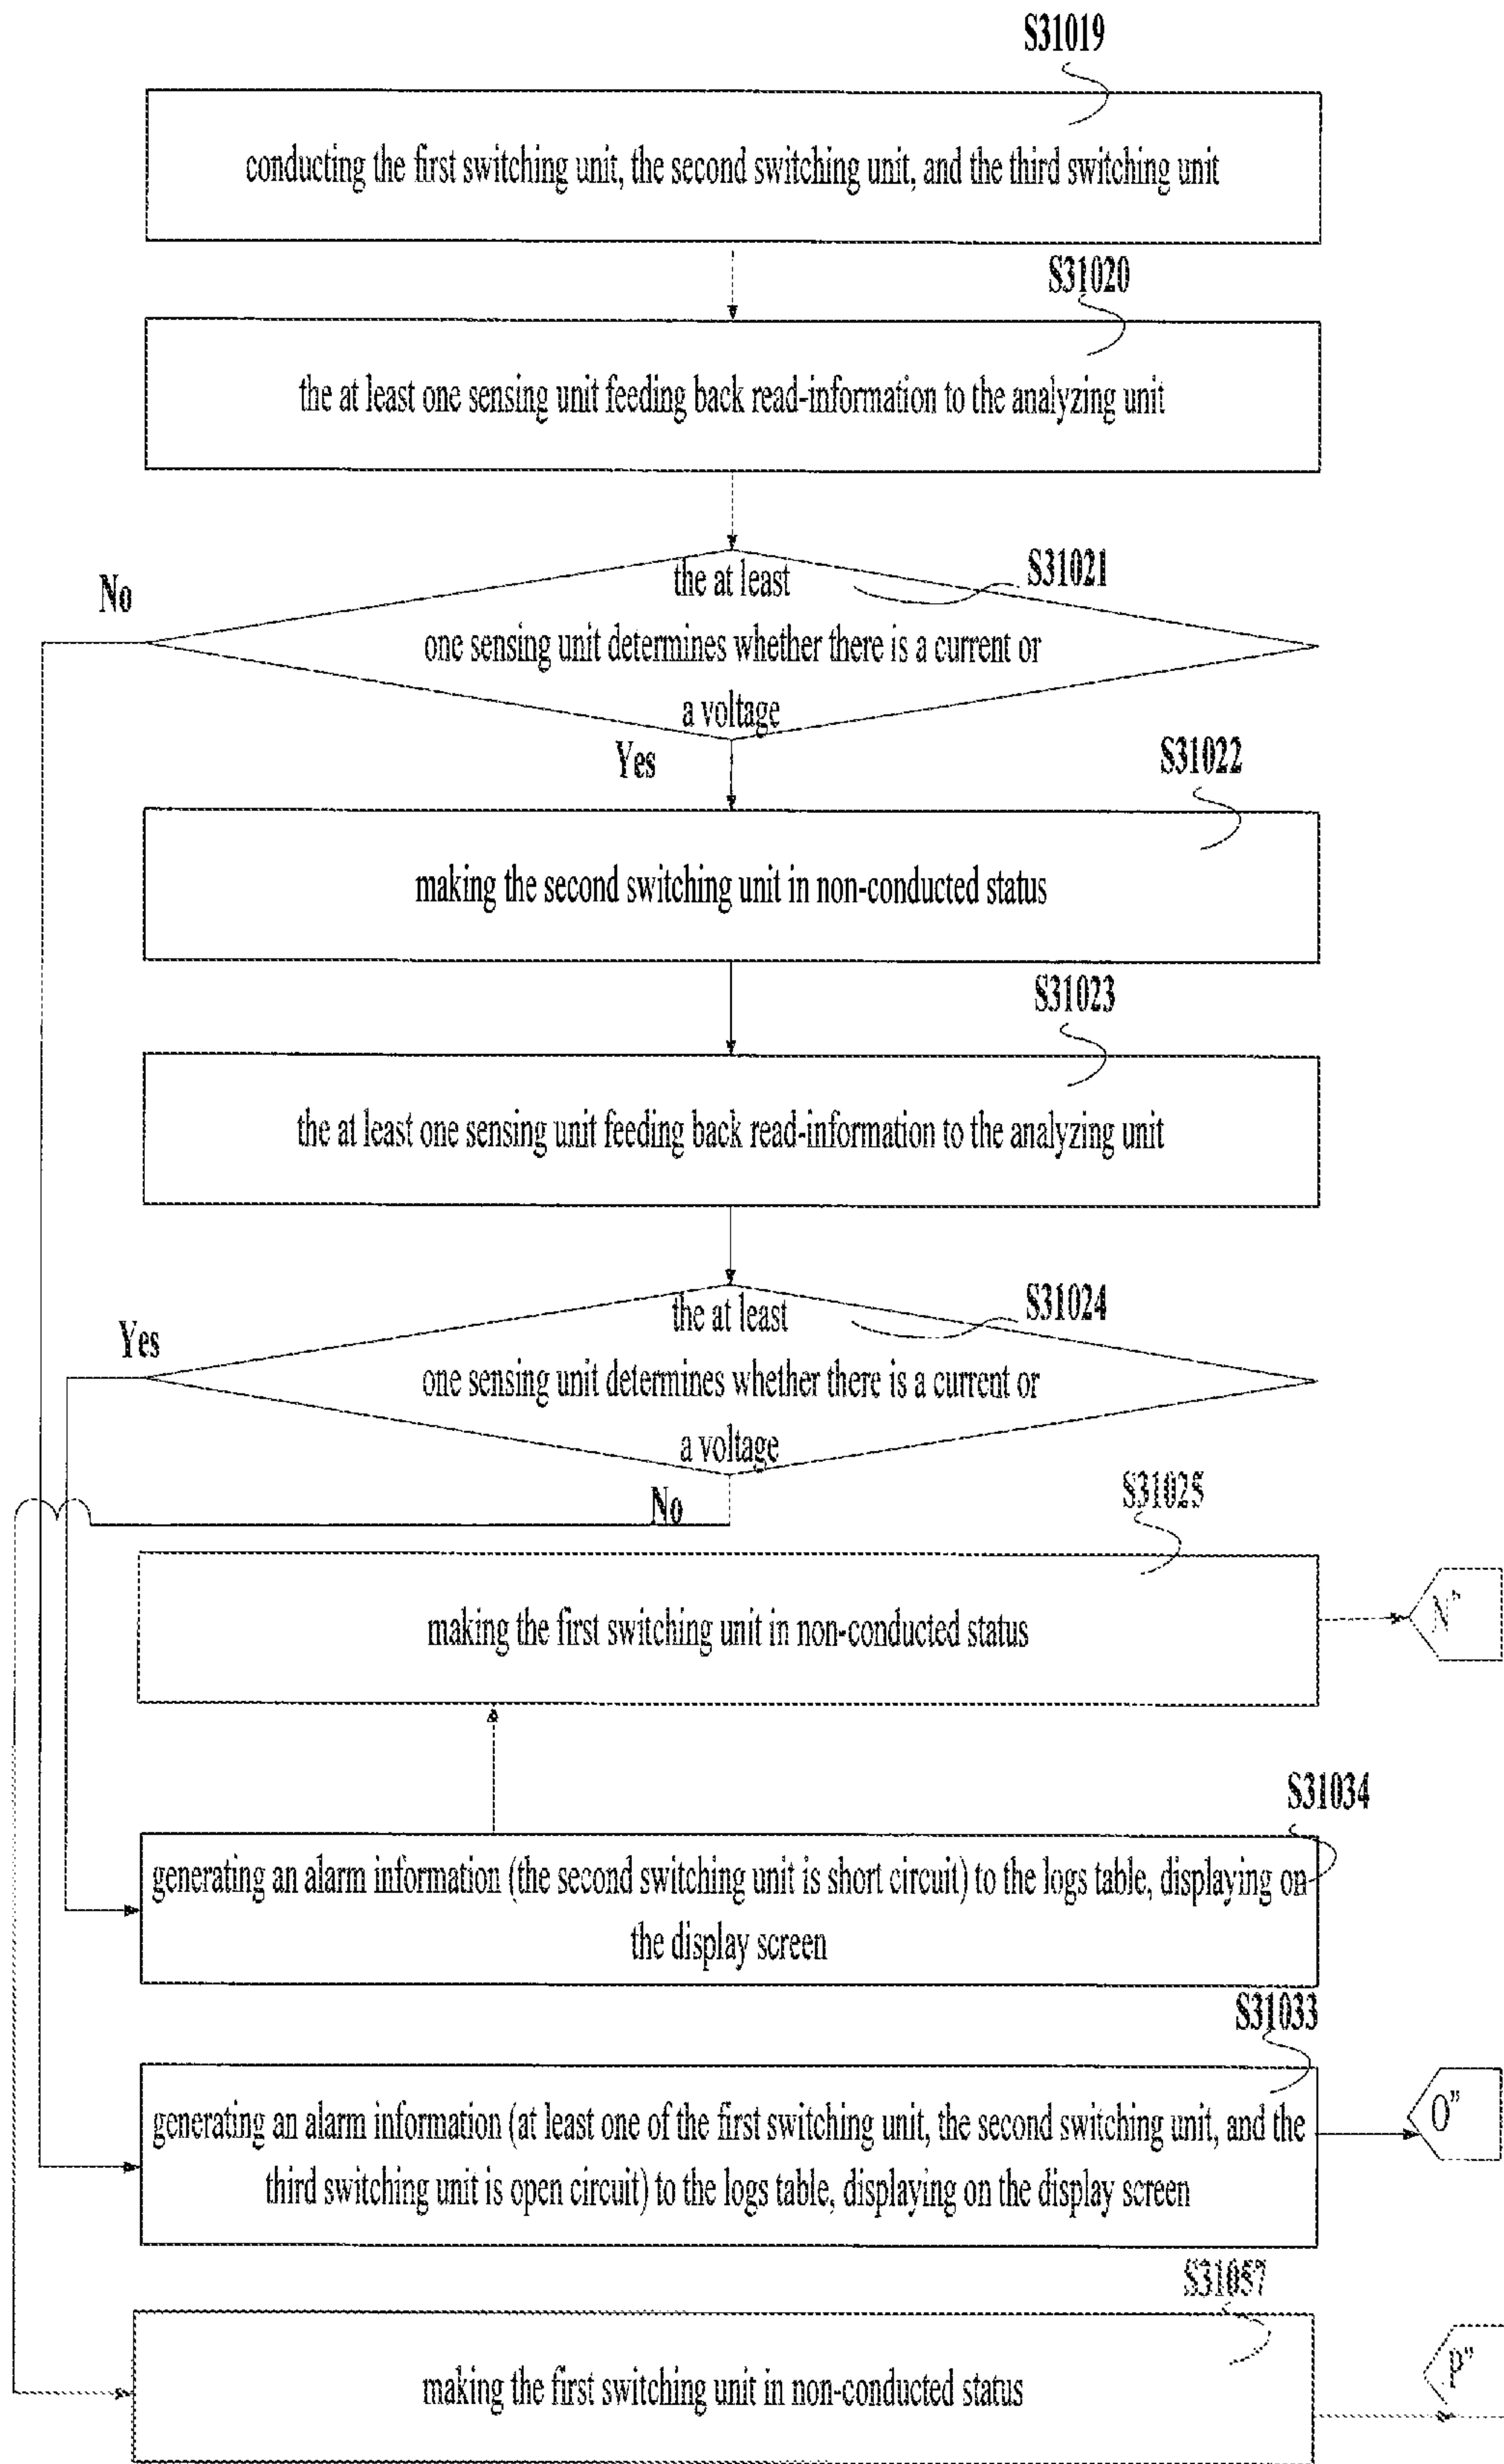 S31019
conducting the first switching unit, the second switching unit, and the third switching unit
S31020
the at least one sensing unit feeding back read-information to the analyzing unit
No
the at least
S31021
one sensing unit determines whether there is a current or
a voltage
Yes
S31022
making the second switching unit in non-conducted status
S31023
the at least one sensing unit feeding back read-information to the analyzing unit
Yes
the at least
S31024
one sensing unit determines whether there is a current or
a voltage
No
S31025
making the first switching unit in non-conducted status
N"
S31034
generating an alarm information (the second switching unit is short circuit) to the logs table, displaying on
the display screen
S31033
generating an alarm information (at least one of the first switching unit, the second switching unit, and the
third switching unit is open circuit) to the logs table, displaying on the display screen
O"
S31057
making the first switching unit in non-conducted status
P"